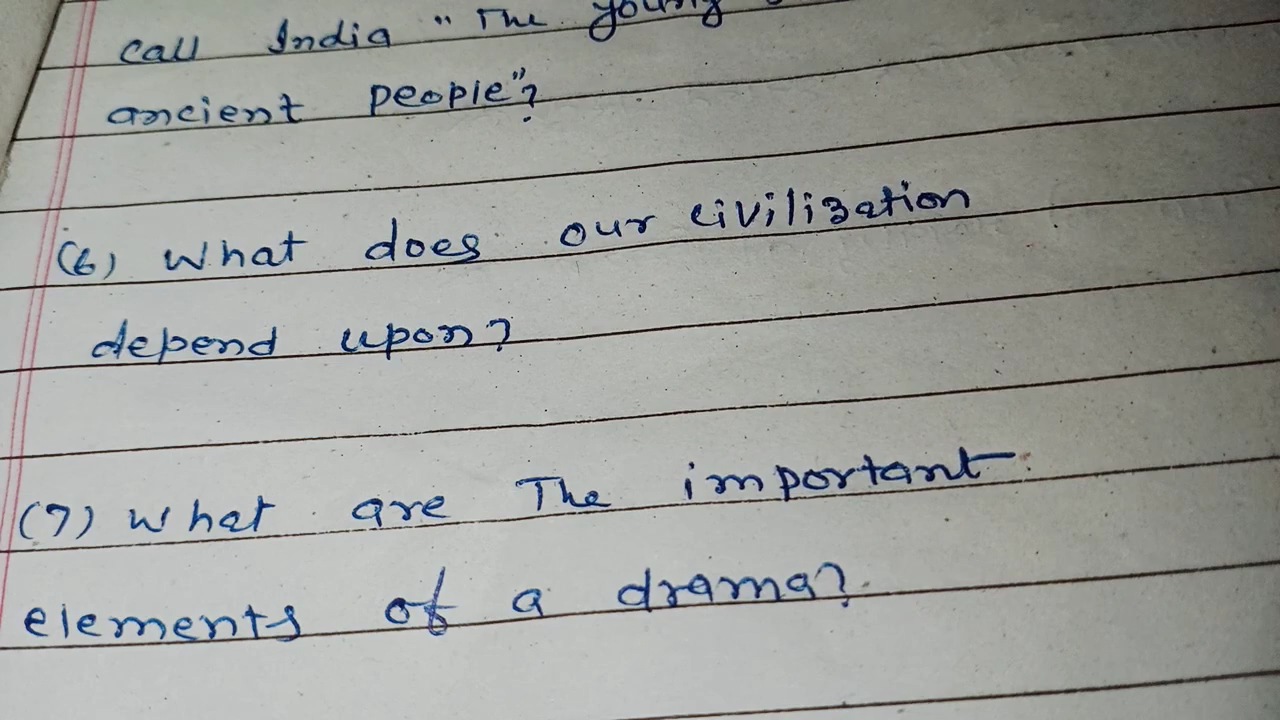 call India "The young
ancient people"?
(6) What does our civilization
depend upon?
(7) What are The important
elements of a drama?